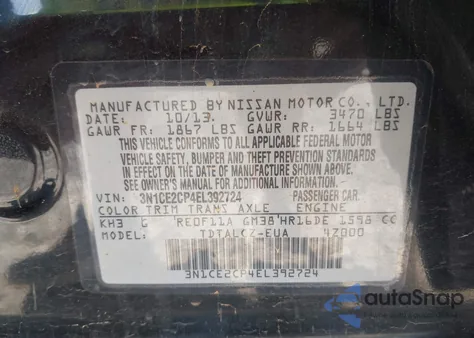 MANUFACTURED BY NISSAN MOTOR CO., LTD.
DATE: 10/13. GVWR: 3470 LBS
GAWR FR: 1867 LBS GAWR RR: 1664 LBS
THIS VEHICLE CONFORMS TO ALL APPLICABLE FEDERAL MOTOR
VEHICLE SAFETY, BUMPER AND THEFT PREVENTION STANDARDS
IN EFFECT ON THE DATE OF MANUFACTURE SHOWN ABOVE.
SEE OWNER'S MANUAL FOR ADDITIONAL INFORMATION.
VIN: 3N1CE2CP4EL392724 PASSENGER CAR.
COLOR TRIM TRANS AXLE ENGINE
KH3 G RE0F11A GM38 HR16DE 1598 CC
MODEL: TDTALCZ-EUA 4Z000
3N1CE2CP4EL392724
autoSnap